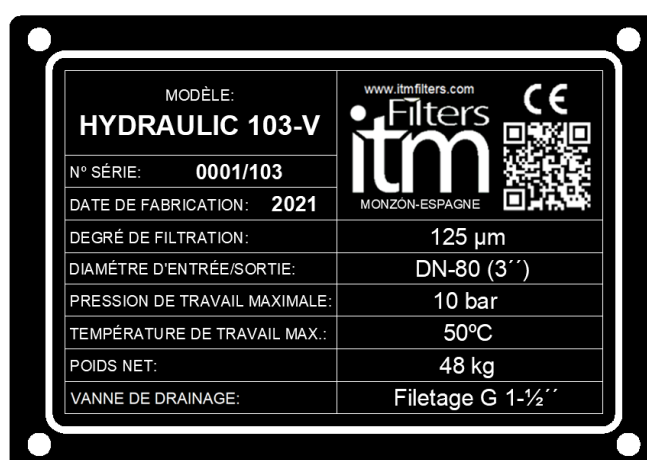 MODÈLE:
HYDRAULIC 103-V
Nº SÉRIE: 0001/103
DATE DE FABRICATION: 2021
www.itmfilters.com
CE
Filters
itm
MONZÓN-ESPAGNE
DEGRÉ DE FILTRATION: 125 µm
DIAMÉTRE D'ENTRÉE/SORTIE: DN-80 (3´´)
PRESSION DE TRAVAIL MAXIMALE: 10 bar
TEMPÉRATURE DE TRAVAIL MAX.: 50ºC
POIDS NET: 48 kg
VANNE DE DRAINAGE: Filetage G 1-½´´